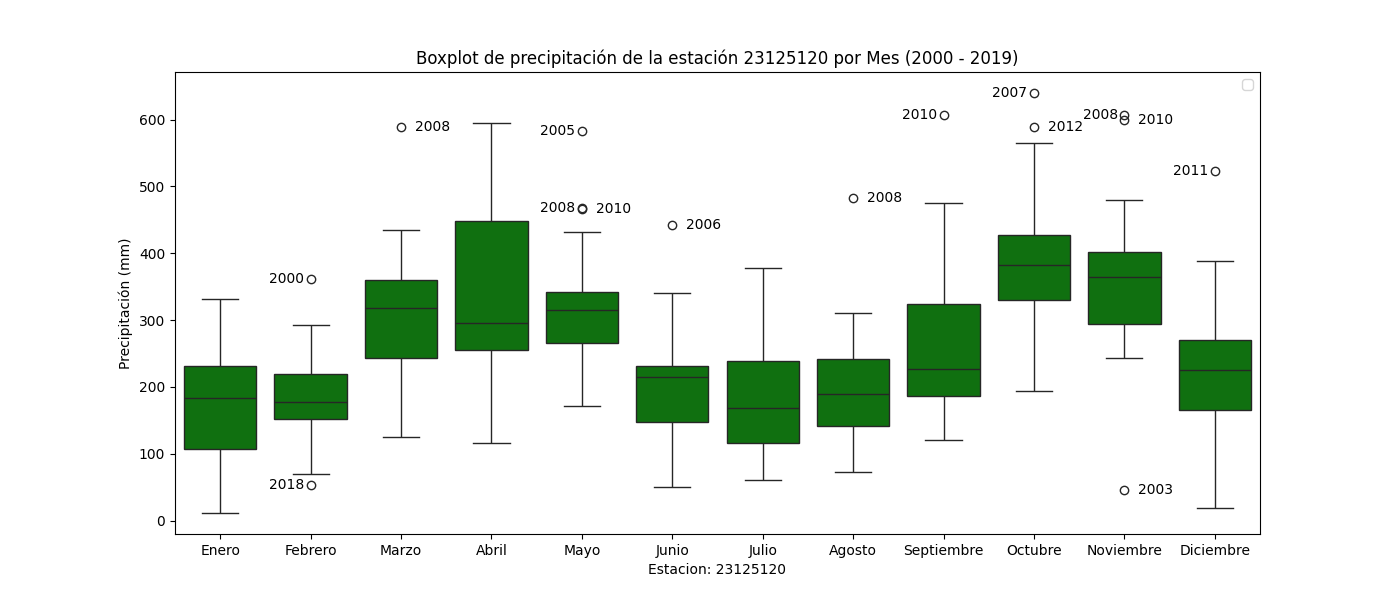 Boxplot de precipitación de la estación 23125120 por Mes (2000 - 2019)
Precipitación (mm)
600
500
400
300
200
100
0
2000
2018
2008
2005
2008
2010
2006
2008
2010
2007
2012
2008
2010
2003
2011
Enero
Febrero
Marzo
Abril
Mayo
Junio
Julio
Agosto
Septiembre
Octubre
Noviembre
Diciembre
Estacion: 23125120